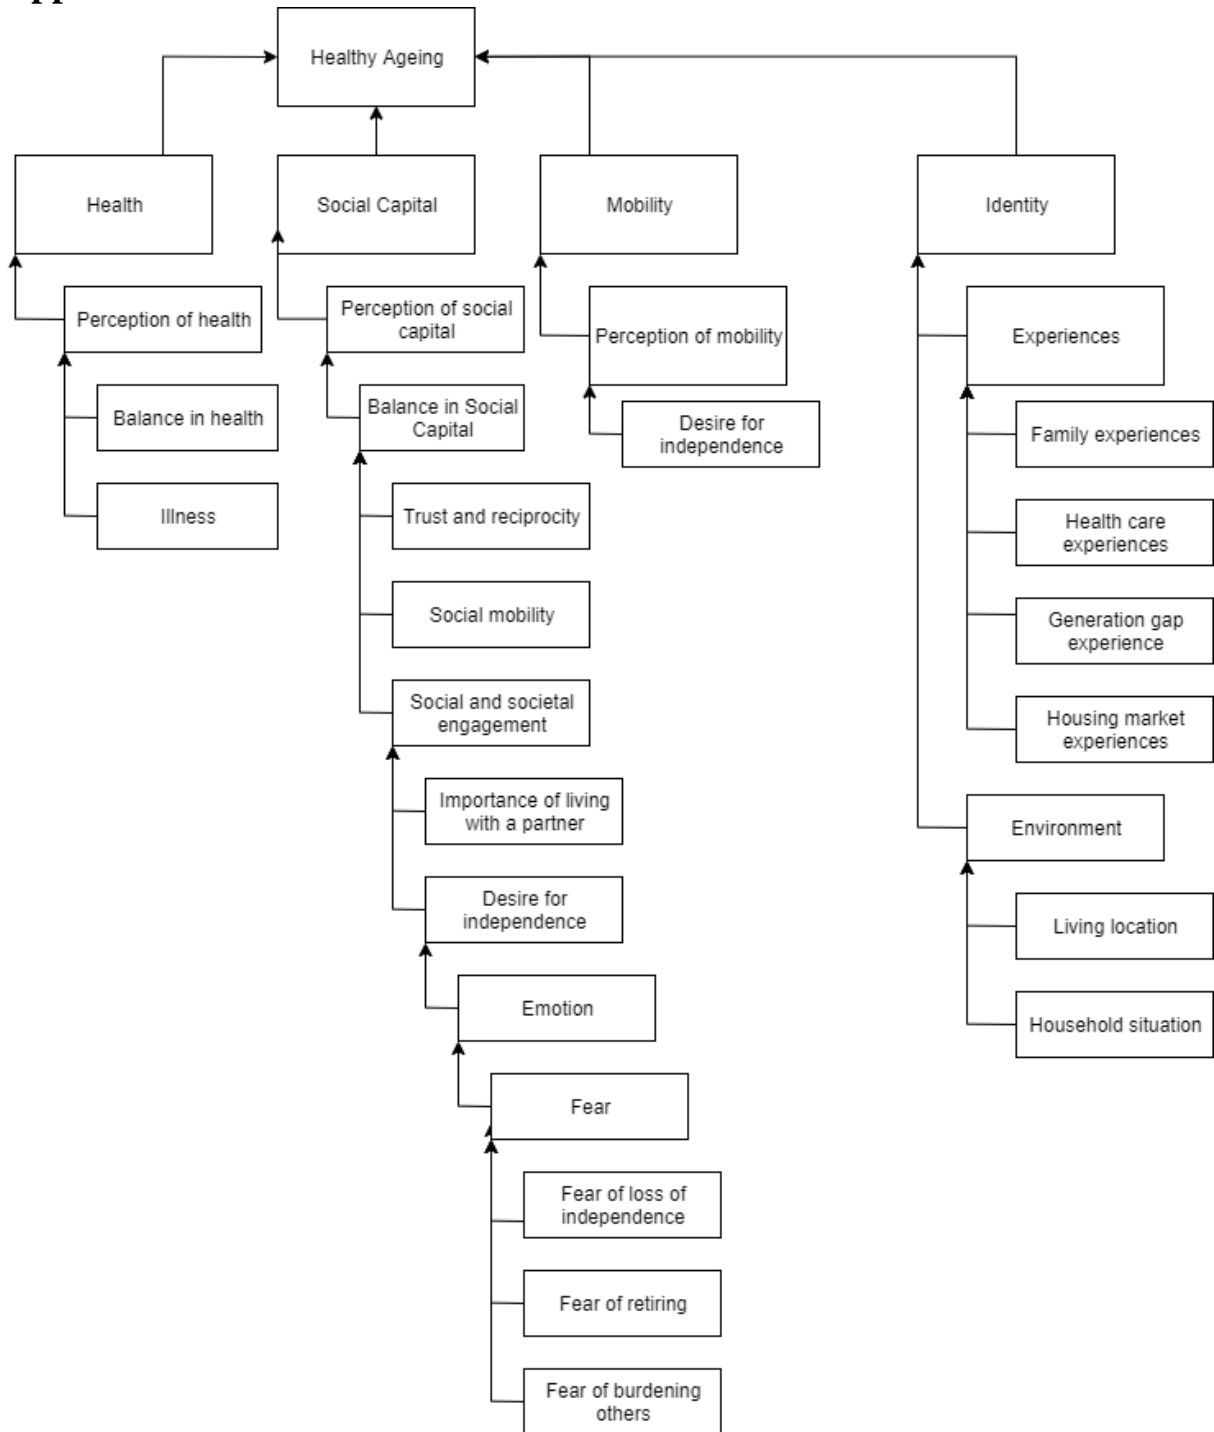 Healthy Ageing
Health
Social Capital
Mobility
Identity
Perception of health
Balance in health
Illness
Perception of social
capital
Balance in Social
Capital
Trust and reciprocity
Social mobility
Social and societal
engagement
Importance of living
with a partner
Desire for
independence
Emotion
Fear
Fear of loss of
independence
Fear of retiring
Fear of burdening
others
Perception of mobility
Desire for
independence
Experiences
Family experiences
Health care
experiences
Generation gap
experience
Housing market
experiences
Environment
Living location
Household situation